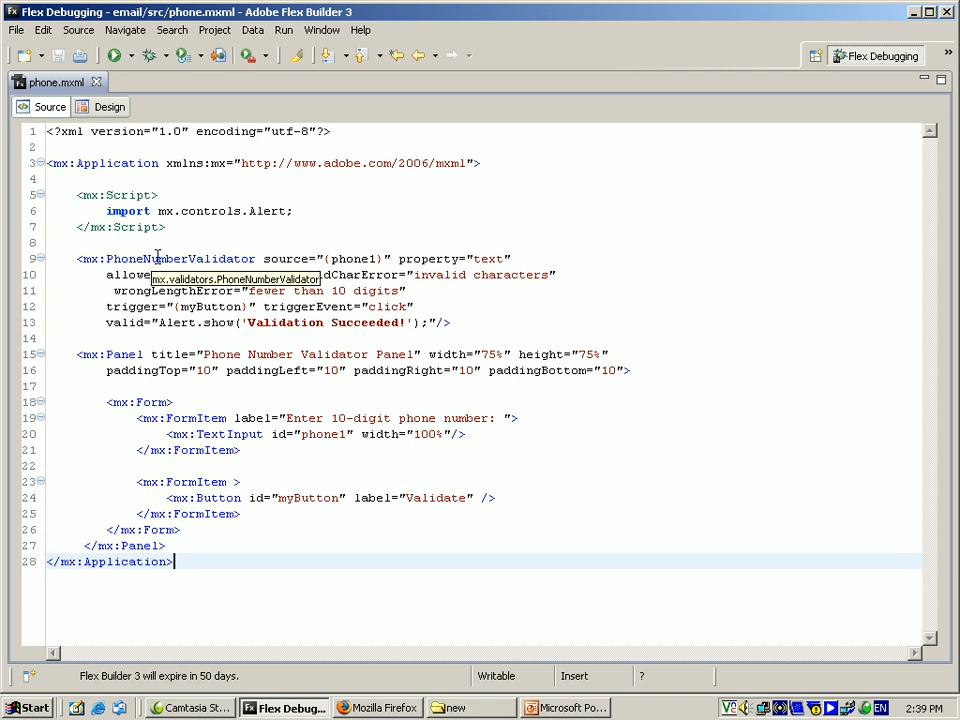 Flex Debugging - email/src/phone.mxml - Adobe Flex Builder 3
File Edit Source Navigate Search Project Data Run Window Help
Flex Debugging
phone.mxml
Source Design
1 <?xml version="1.0" encoding="utf-8"?>
2
3 <mx:Application xmlns:mx="http://www.adobe.com/2006/mxml">
4
5 <mx:Script>
6 import mx.controls.Alert;
7 </mx:Script>
8
9 <mx:PhoneNumberValidator source="{phone1}" property="text"
10 allowe dCharError="invalid characters"
mx.validators.PhoneNumberValidator
11 wrongLengthError="fewer than 10 digits"
12 trigger="{myButton}" triggerEvent="click"
13 valid="Alert.show('Validation Succeeded!');"/>
14
15 <mx:Panel title="Phone Number Validator Panel" width="75%" height="75%"
16 paddingTop="10" paddingLeft="10" paddingRight="10" paddingBottom="10">
17
18 <mx:Form>
19 <mx:FormItem label="Enter 10-digit phone number: ">
20 <mx:TextInput id="phone1" width="100%"/>
21 </mx:FormItem>
22
23 <mx:FormItem >
24 <mx:Button id="myButton" label="Validate" />
25 </mx:FormItem>
26 </mx:Form>
27 </mx:Panel>
28 </mx:Application>
Flex Builder 3 will expire in 50 days. Writable Insert ?
Start Camtasia St... Flex Debug... Mozilla Firefox new Microsoft Po... EN 2:39 PM